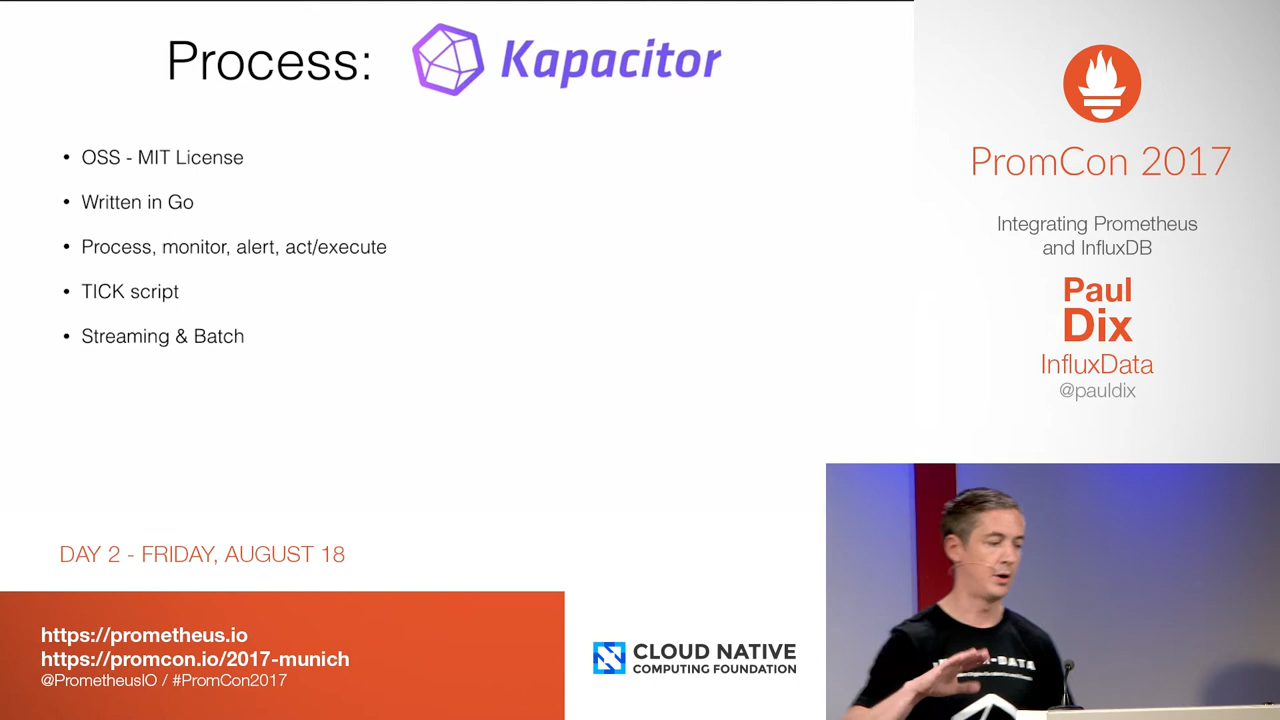 Process: Kapacitor
• OSS - MIT License
• Written in Go
• Process, monitor, alert, act/execute
• TICK script
• Streaming & Batch
PromCon 2017
Integrating Prometheus
and InfluxDB
Paul
Dix
InfluxData
@pauldix
DAY 2 - FRIDAY, AUGUST 18
https://prometheus.io
https://promcon.io/2017-munich
@PrometheusIO / #PromCon2017
CLOUD NATIVE
COMPUTING FOUNDATION